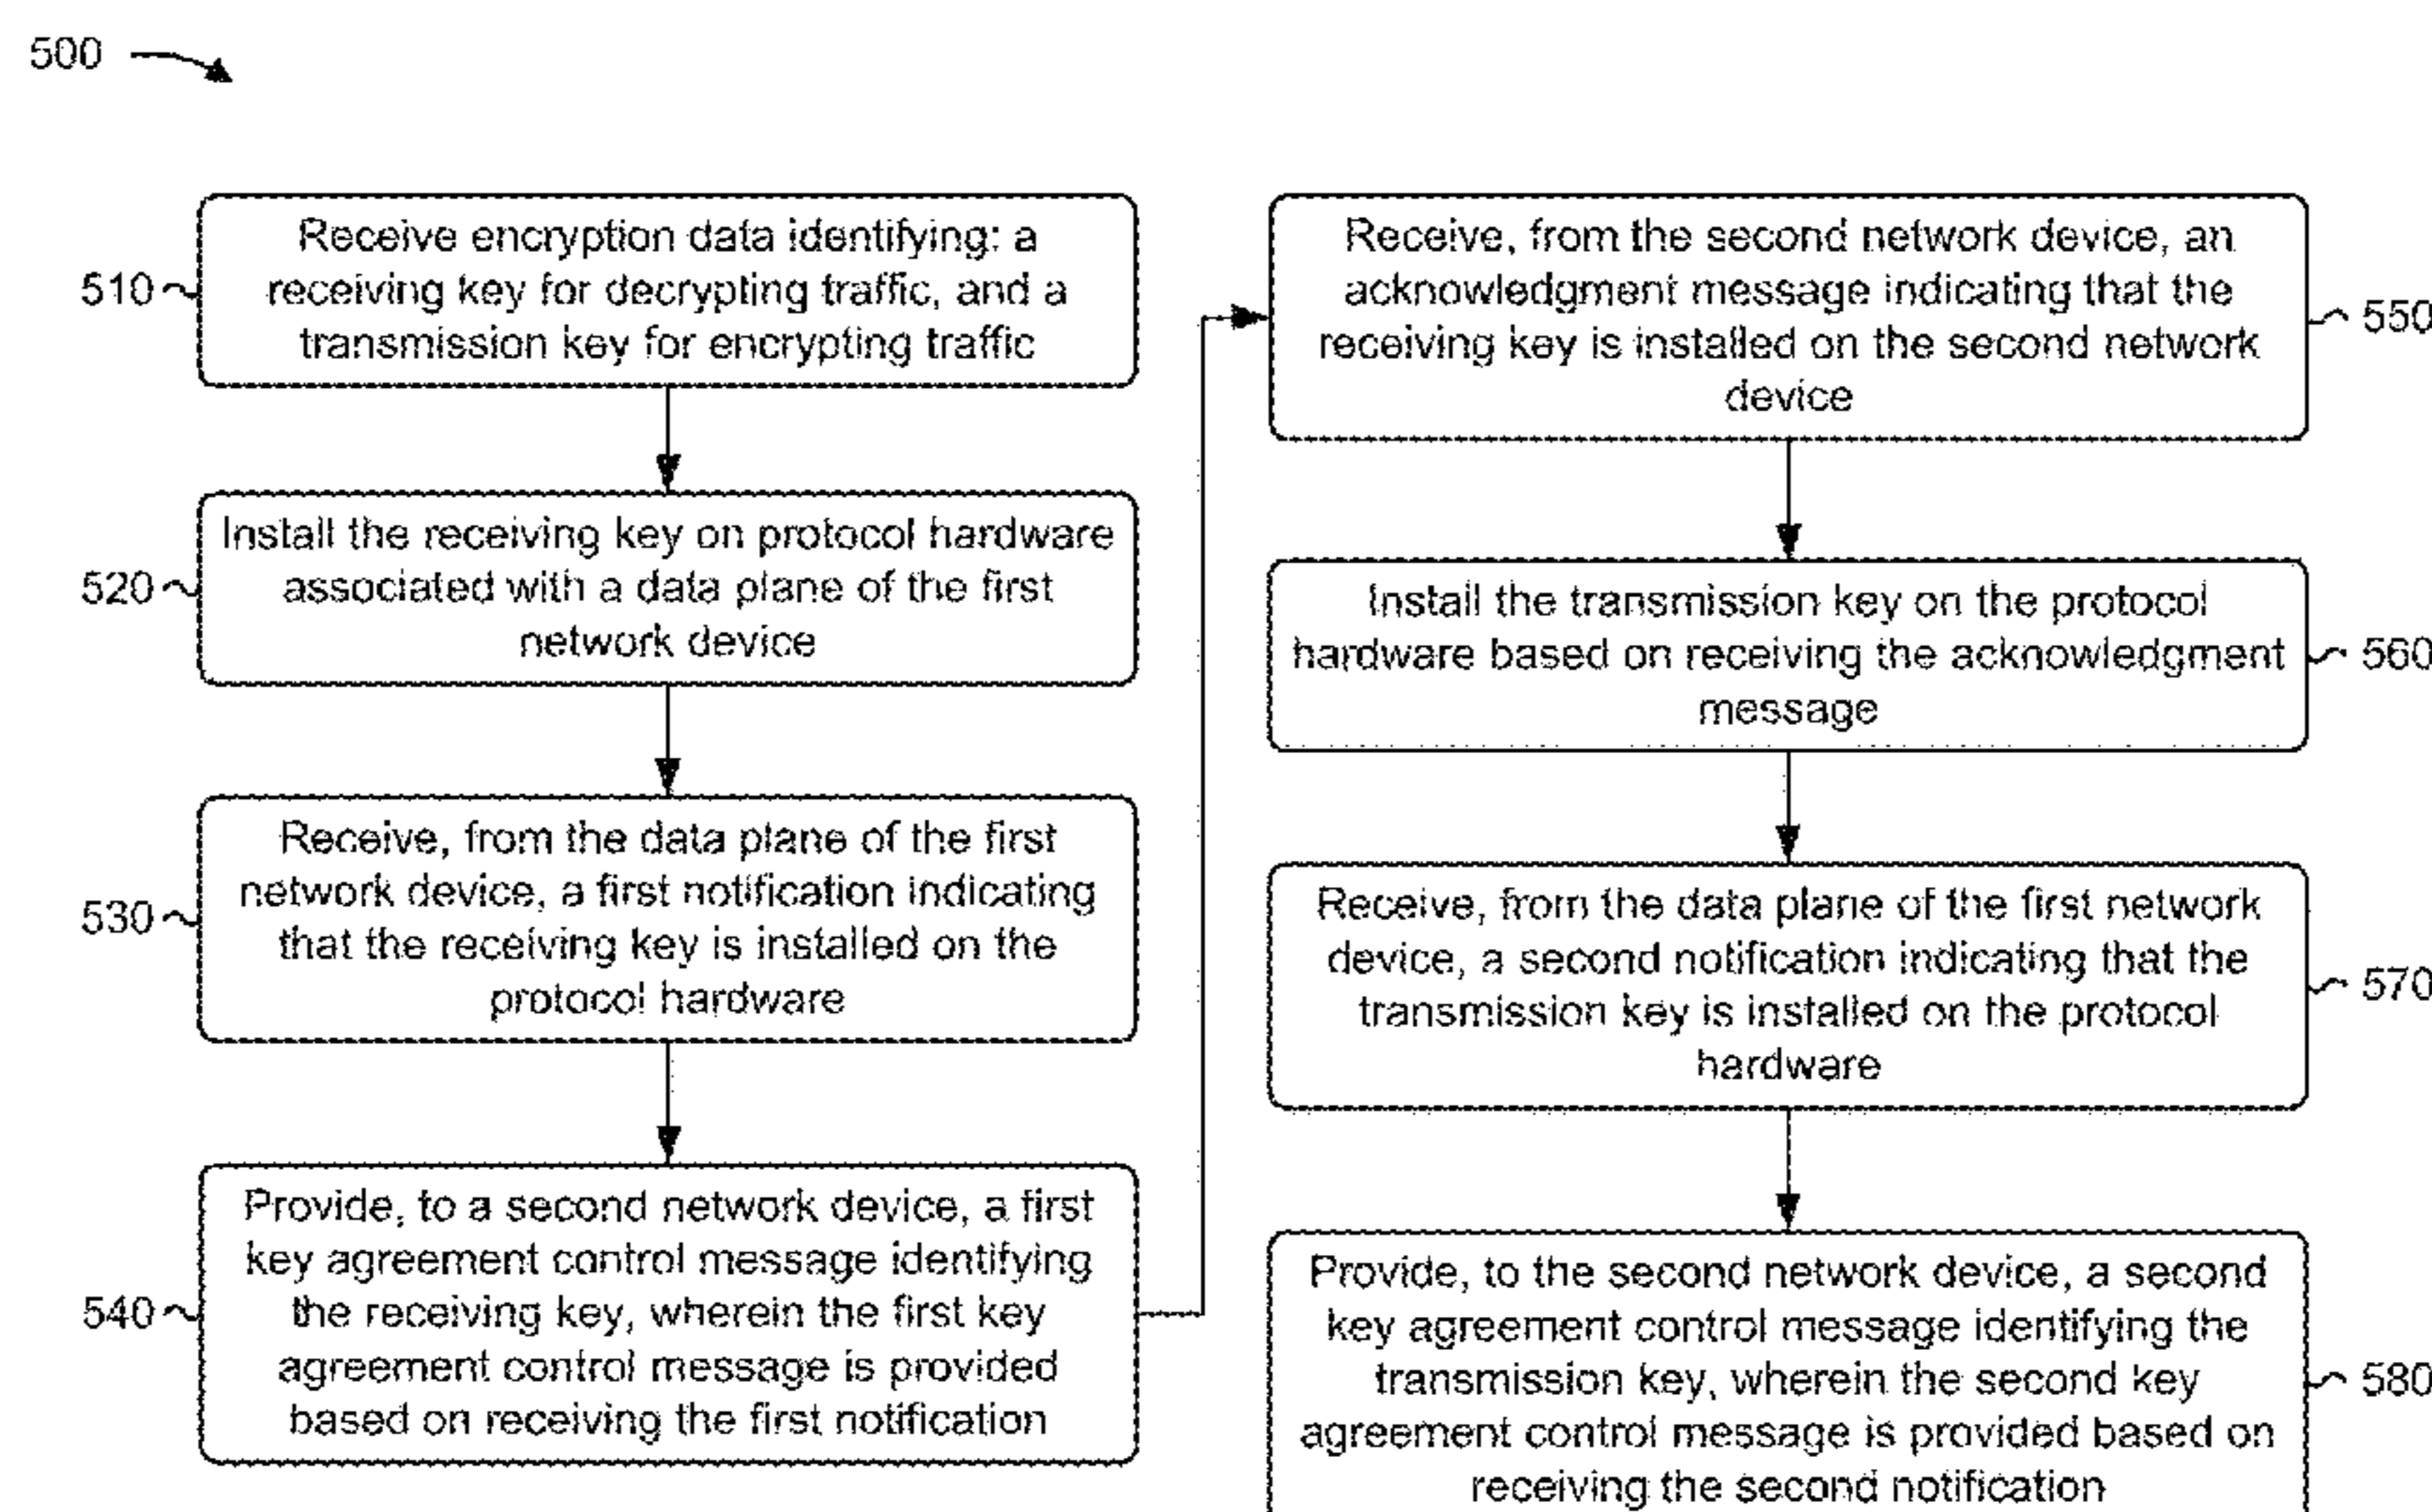 500
510
Receive encryption data identifying: a
receiving key for decrypting traffic, and a
transmission key for encrypting traffic
520
Install the receiving key on protocol hardware
associated with a data plane of the first
network device
530
Receive, from the data plane of the first
network device, a first notification indicating
that the receiving key is installed on the
protocol hardware
540
Provide, to a second network device, a first
key agreement control message identifying
the receiving key, wherein the first key
agreement control message is provided
based on receiving the first notification
Receive, from the second network device, an
acknowledgment message indicating that the
receiving key is installed on the second network
device
550
Install the transmission key on the protocol
hardware based on receiving the acknowledgment
message
560
Receive, from the data plane of the first network
device, a second notification indicating that the
transmission key is installed on the protocol
hardware
570
Provide, to the second network device, a second
key agreement control message identifying the
transmission key, wherein the second key
agreement control message is provided based on
receiving the second notification
580